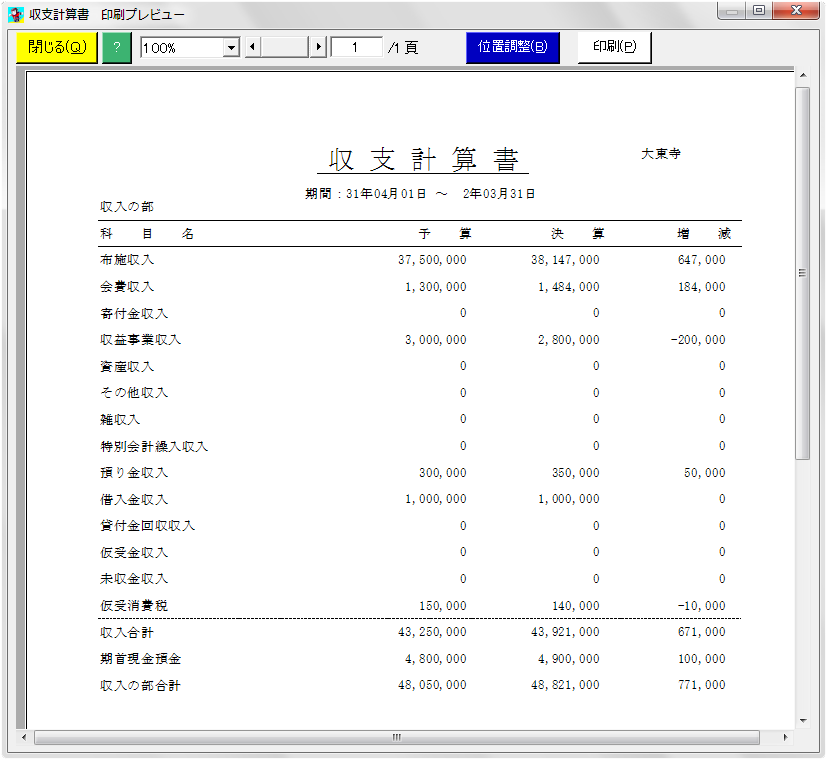 収支計算書 印刷プレビュー
閉じる(Q) ? 100% 1 /1 頁 位置調整(B) 印刷(P)
収支計算書 大東寺
期間：31年04月01日 ～ 2年03月31日
収入の部
科 目 名 予 算 決 算 増 減
布施収入 37,500,000 38,147,000 647,000
会費収入 1,300,000 1,484,000 184,000
寄付金収入 0 0 0
収益事業収入 3,000,000 2,800,000 -200,000
資産収入 0 0 0
その他収入 0 0 0
雑収入 0 0 0
特別会計繰入収入 0 0 0
預り金収入 300,000 350,000 50,000
借入金収入 1,000,000 1,000,000 0
貸付金回収収入 0 0 0
仮受金収入 0 0 0
未収金収入 0 0 0
仮受消費税 150,000 140,000 -10,000
収入合計 43,250,000 43,921,000 671,000
期首現金預金 4,800,000 4,900,000 100,000
収入の部合計 48,050,000 48,821,000 771,000